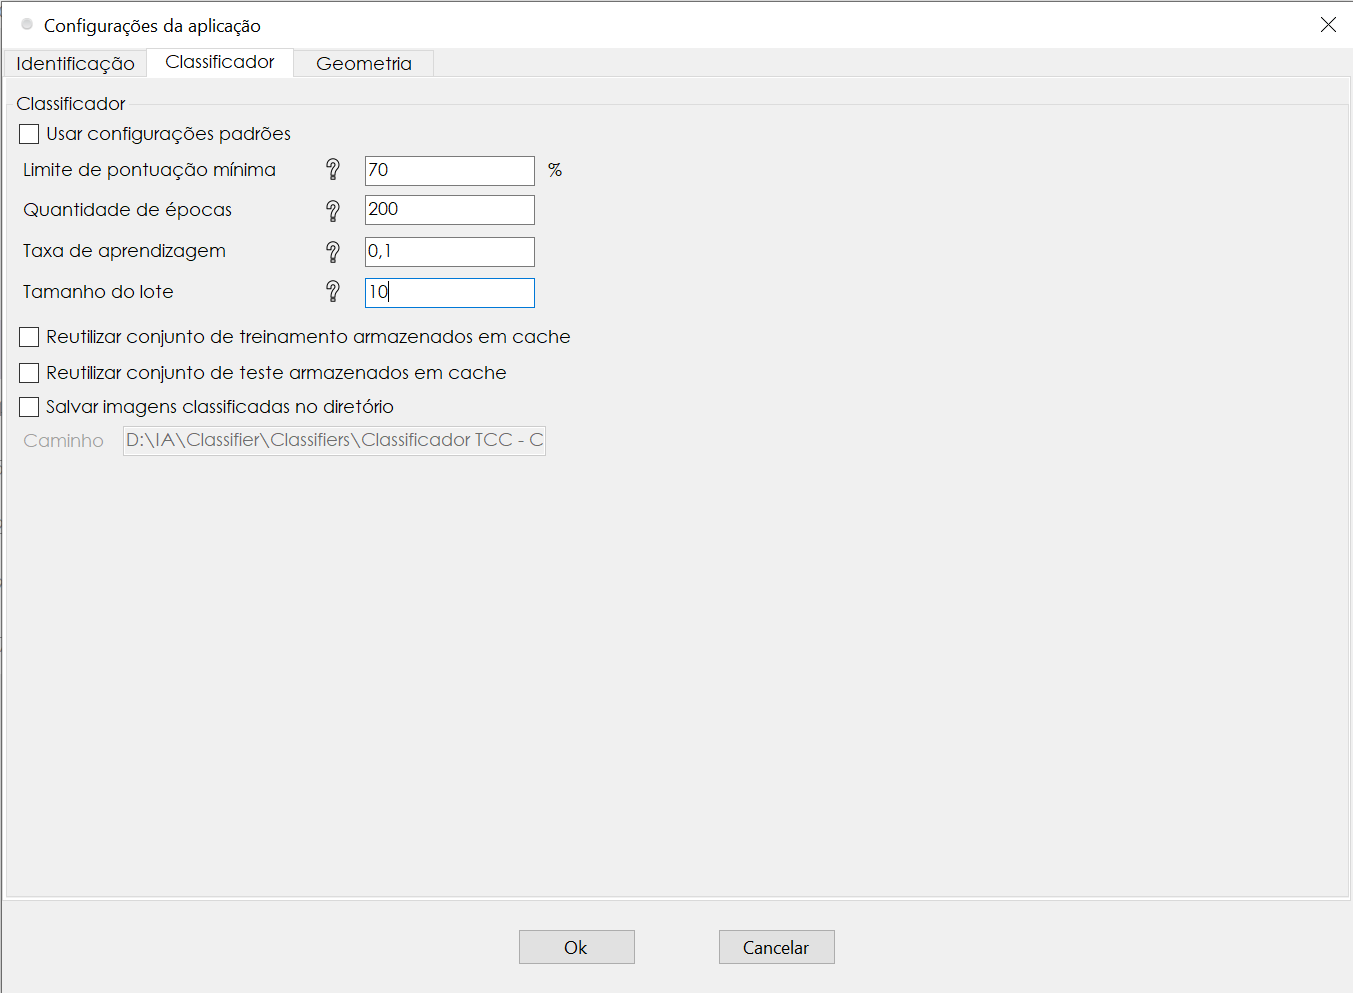 Configurações da aplicação
Identificação Classificador Geometria
Classificador
Usar configurações padrões
Limite de pontuação mínima 70 %
Quantidade de épocas 200
Taxa de aprendizagem 0,1
Tamanho do lote 10
Reutilizar conjunto de treinamento armazenados em cache
Reutilizar conjunto de teste armazenados em cache
Salvar imagens classificadas no diretório
Caminho D:\IA\Classifier\Classifiers\Classificador TCC - C
Ok Cancelar